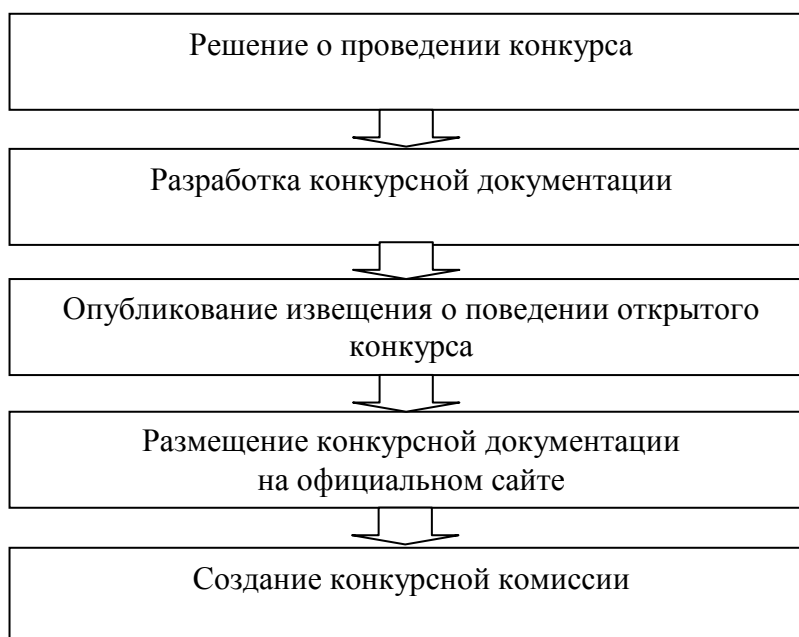 Решение о проведении конкурса
Разработка конкурсной документации
Опубликование извещения о поведении открытого
конкурса
Размещение конкурсной документации
на официальном сайте
Создание конкурсной комиссии